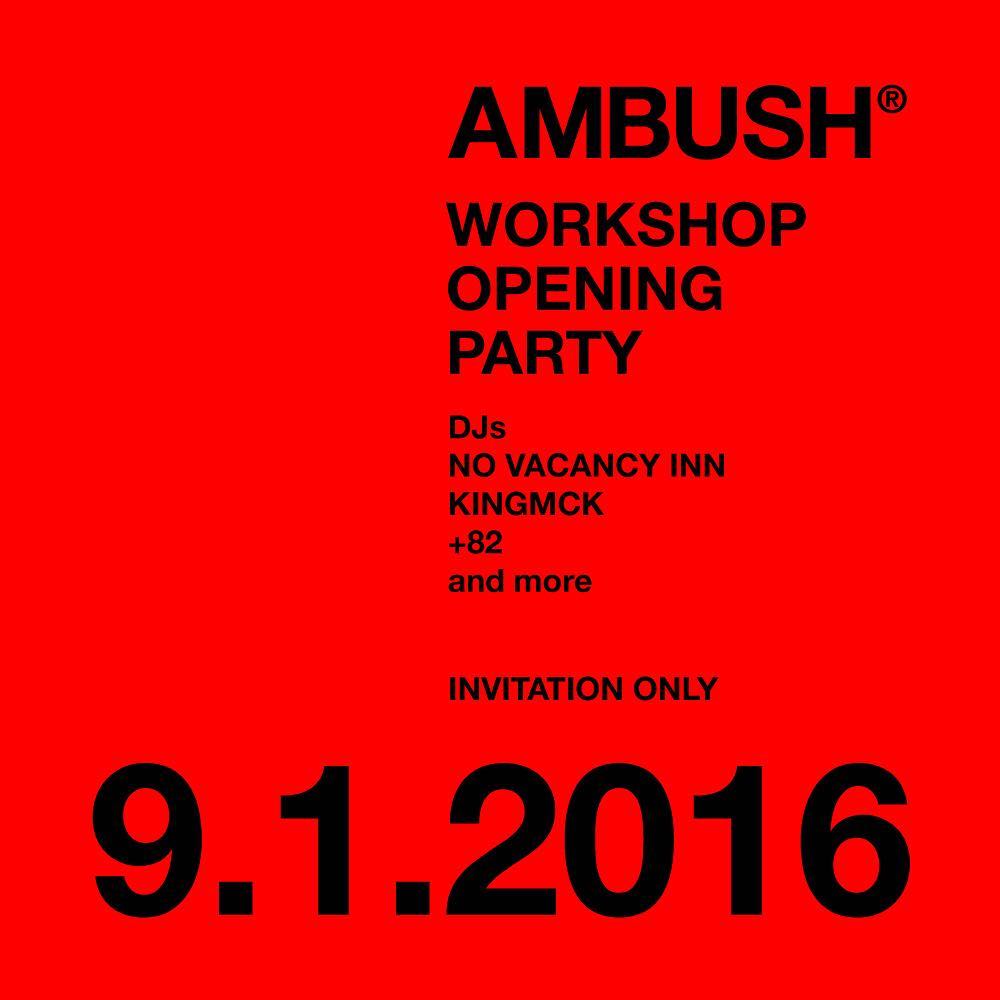 AMBUSH®
WORKSHOP
OPENING
PARTY
DJs
NO VACANCY INN
KINGMCK
+82
and more
INVITATION ONLY
9.1.2016